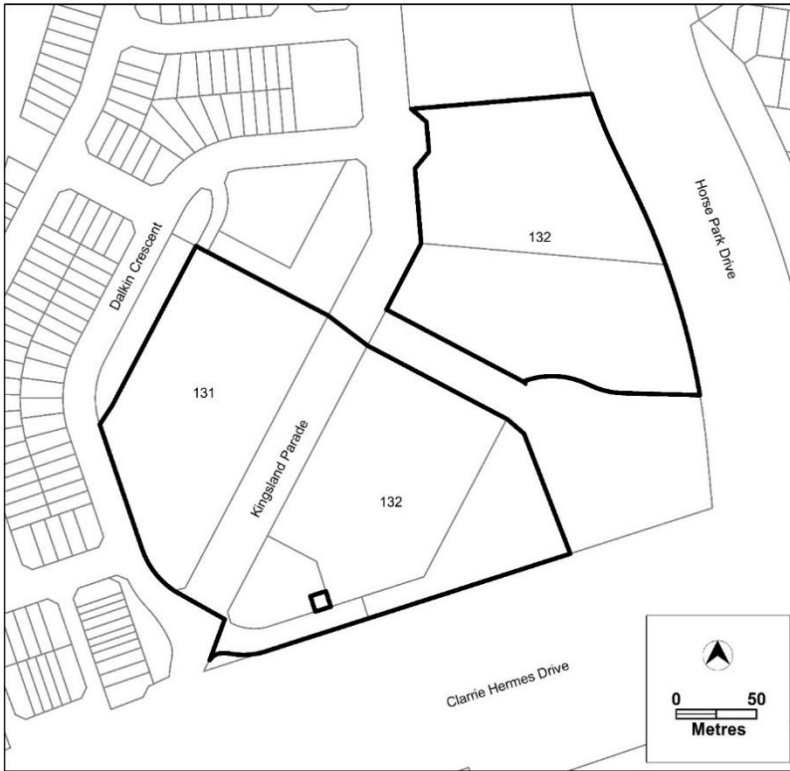 132
Horse Park Drive
Dalkin Crescent
131
Kingsland Parade
132
Clarrie Hermes Drive
0 50
Metres